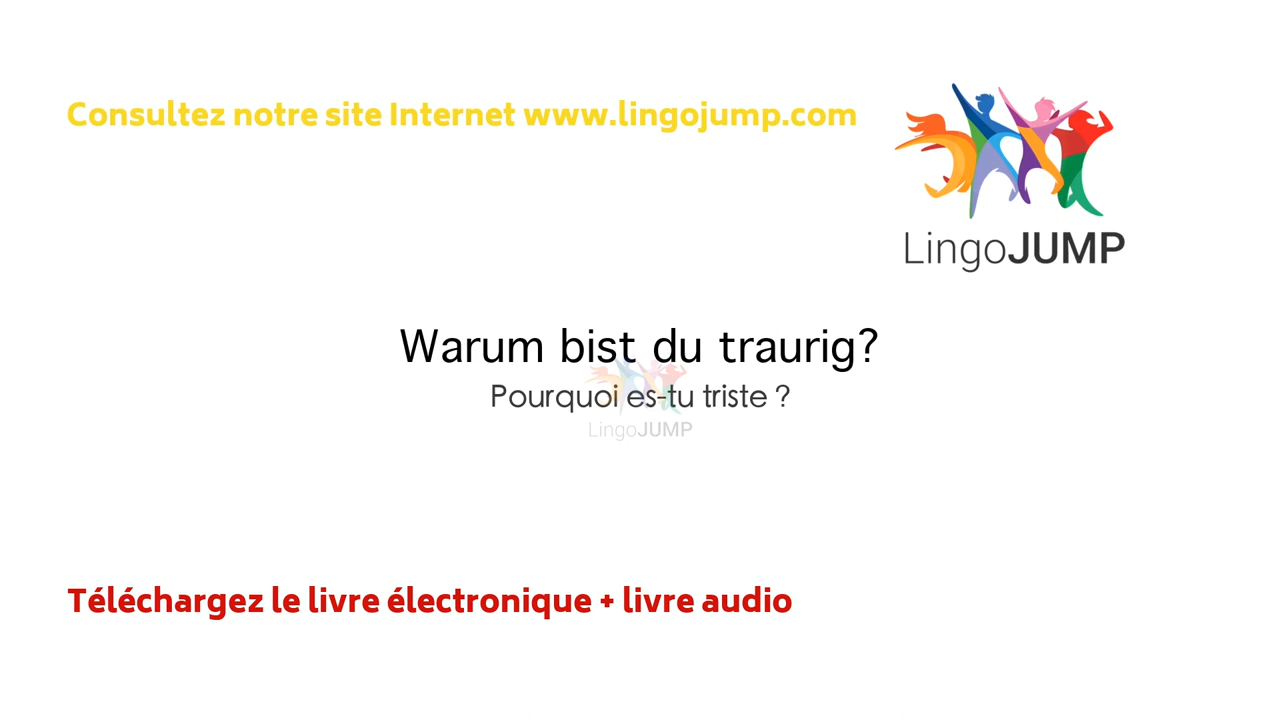 Consultez notre site Internet www.lingojump.com
LingoJUMP
Warum bist du traurig?
Pourquoi es-tu triste ?
LingoJUMP
Téléchargez le livre électronique + livre audio